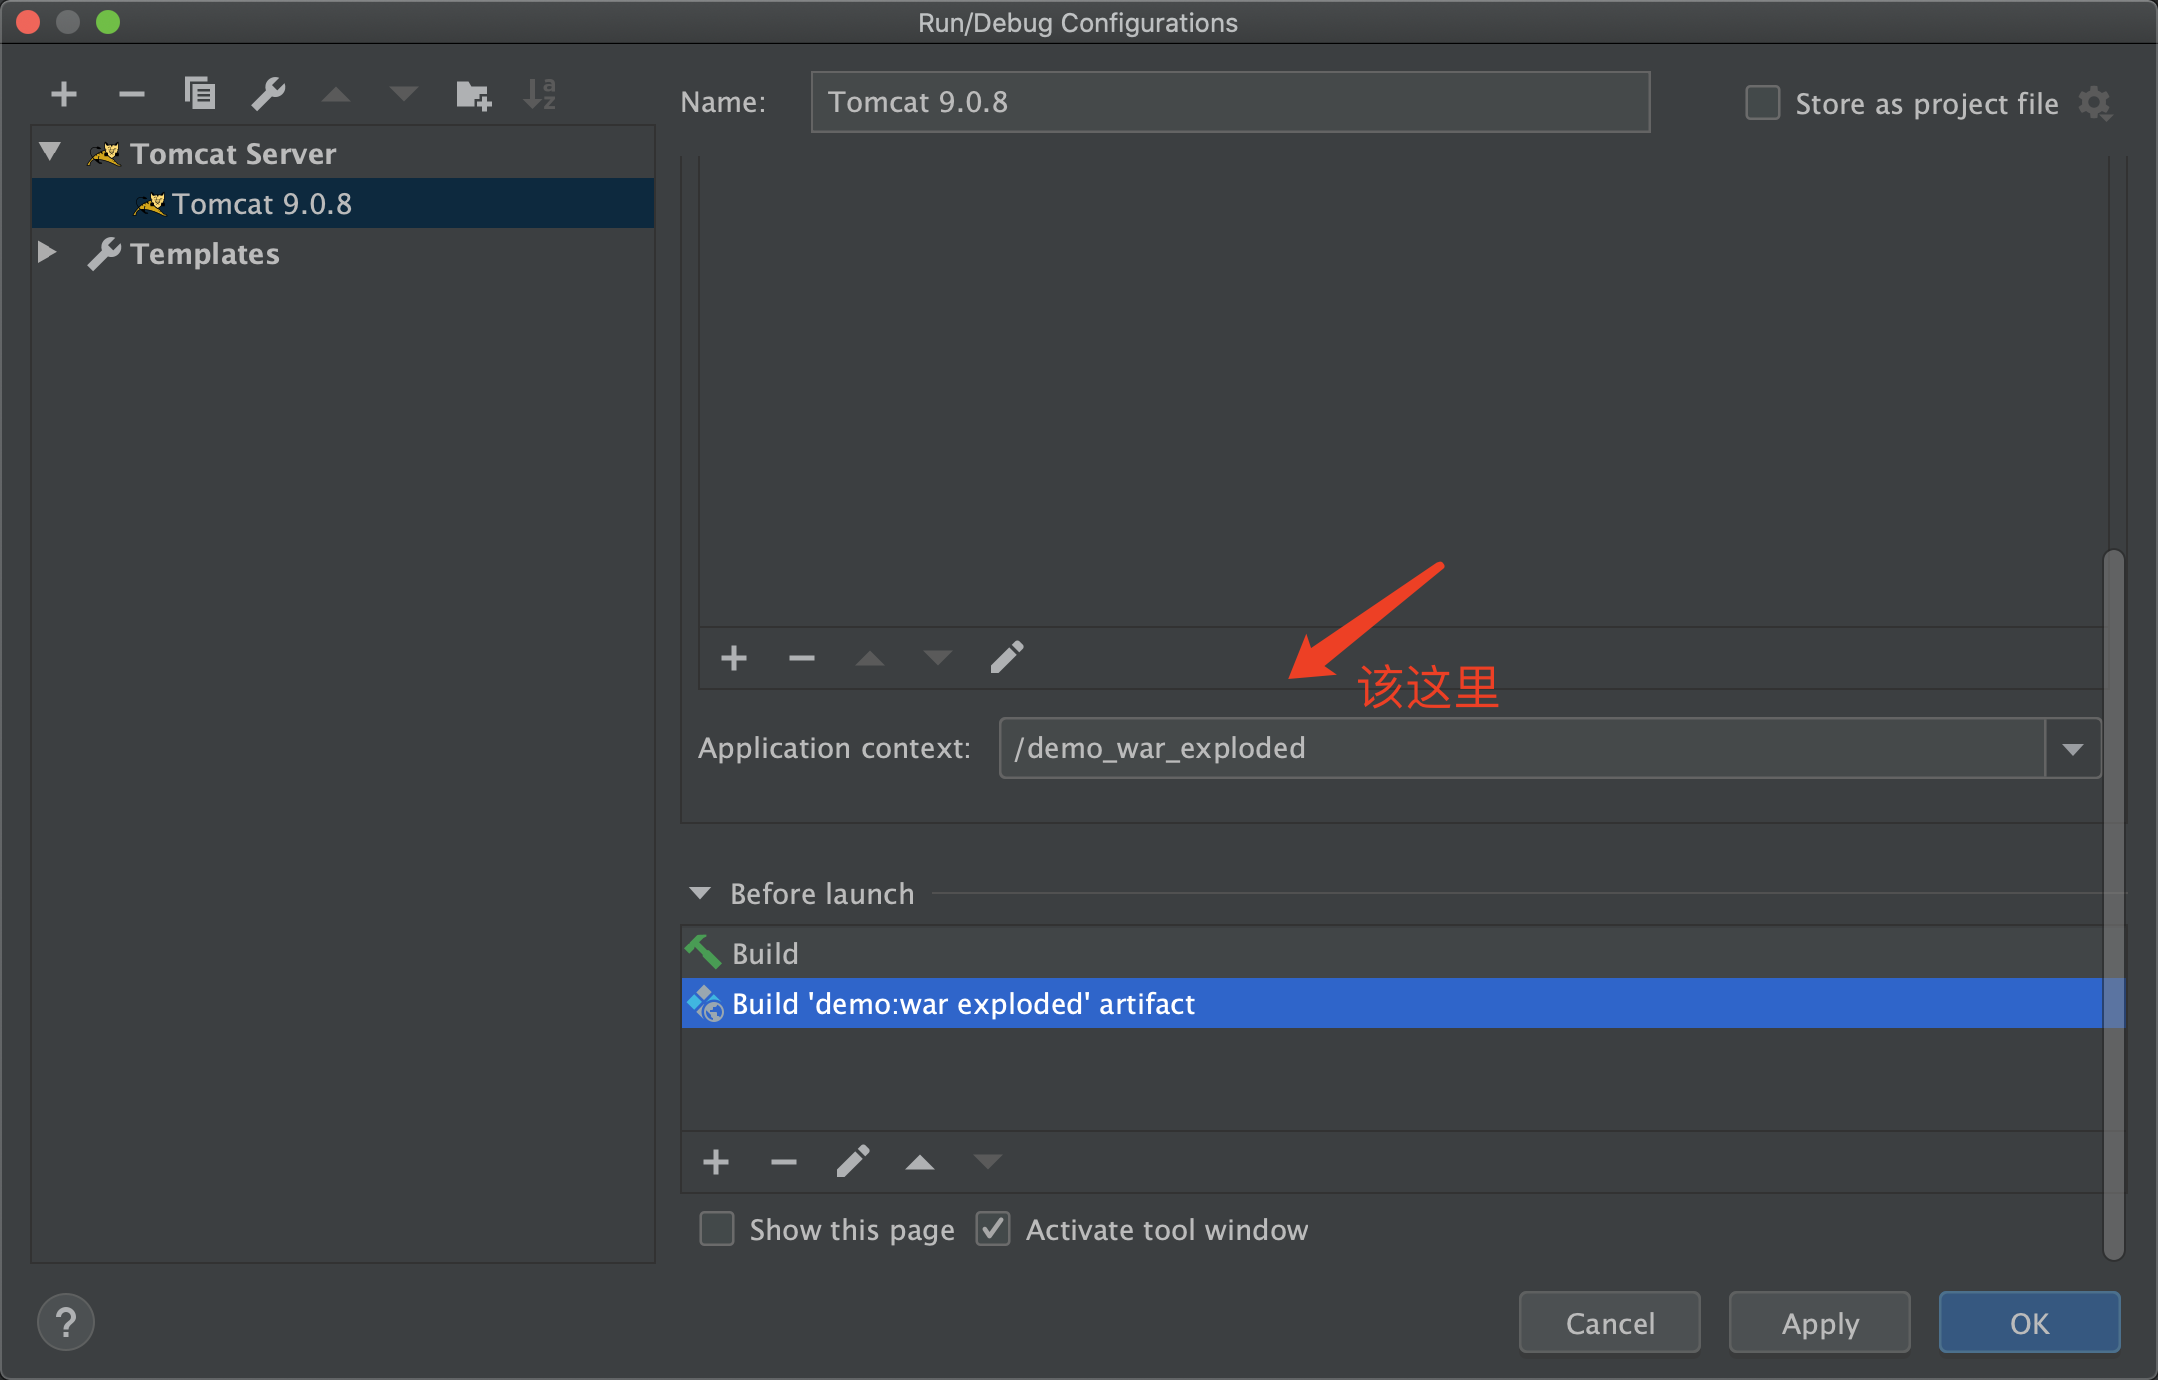 Run/Debug Configurations
Name:
Tomcat 9.0.8
Store as project file
Tomcat Server
Tomcat 9.0.8
Templates
该这里
Application context:
/demo_war_exploded
Before launch
Build
Build 'demo:war exploded' artifact
Show this page
Activate tool window
?
Cancel
Apply
OK